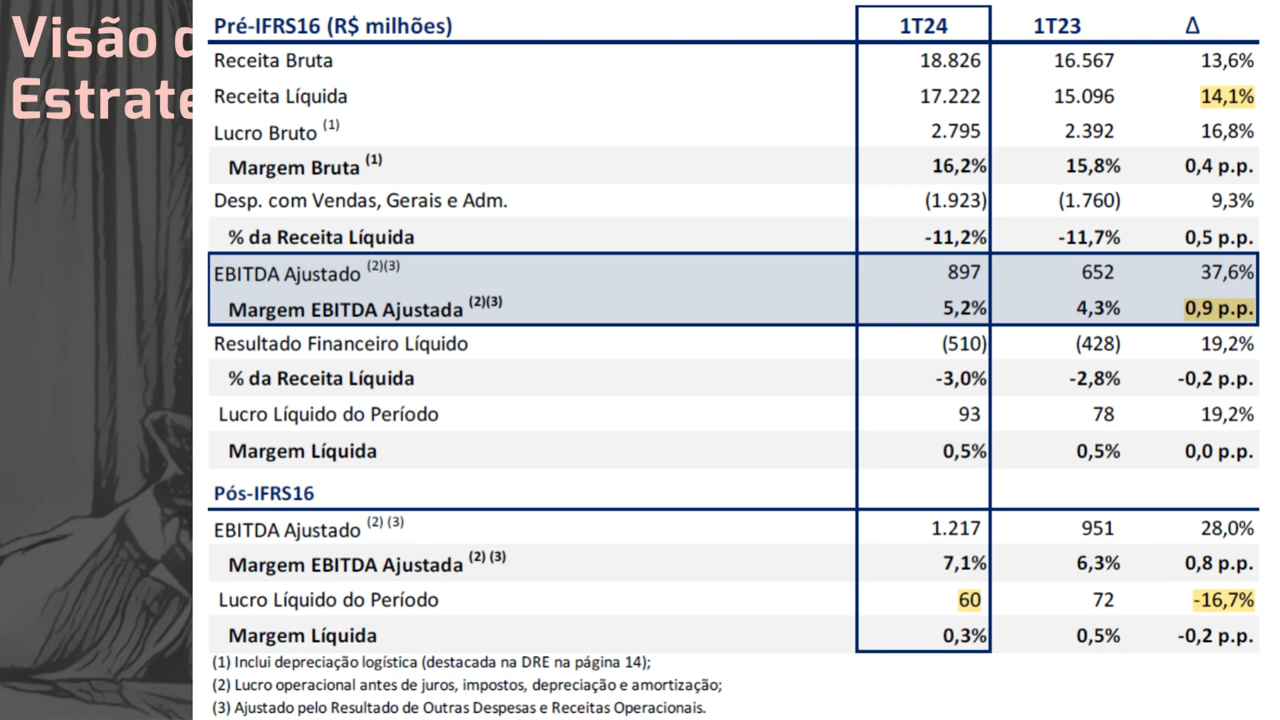 Visão
Estrate
Pré-IFRS16 (R$ milhões) 1T24 1T23 Δ
Receita Bruta 18.826 16.567 13,6%
Receita Líquida 17.222 15.096 14,1%
Lucro Bruto (1) 2.795 2.392 16,8%
Margem Bruta (1) 16,2% 15,8% 0,4 p.p.
Desp. com Vendas, Gerais e Adm. (1.923) (1.760) 9,3%
% da Receita Líquida -11,2% -11,7% 0,5 p.p.
EBITDA Ajustado (2)(3) 897 652 37,6%
Margem EBITDA Ajustada (2)(3) 5,2% 4,3% 0,9 p.p.
Resultado Financeiro Líquido (510) (428) 19,2%
% da Receita Líquida -3,0% -2,8% -0,2 p.p.
Lucro Líquido do Período 93 78 19,2%
Margem Líquida 0,5% 0,5% 0,0 p.p.
Pós-IFRS16
EBITDA Ajustado (2) (3) 1.217 951 28,0%
Margem EBITDA Ajustada (2) (3) 7,1% 6,3% 0,8 p.p.
Lucro Líquido do Período 60 72 -16,7%
Margem Líquida 0,3% 0,5% -0,2 p.p.
(1) Inclui depreciação logística (destacada na DRE na página 14);
(2) Lucro operacional antes de juros, impostos, depreciação e amortização;
(3) Ajustado pelo Resultado de Outras Despesas e Receitas Operacionais.